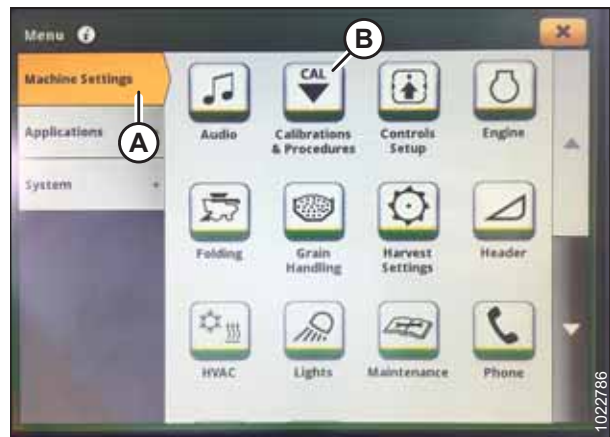 Menu i
Machine Settings
Applications
System +
A
B
Audio
CAL
Calibrations
& Procedures
Controls
Setup
Engine
Folding
Grain
Handling
Harvest
Settings
Header
HVAC
Lights
Maintenance
Phone
1022786